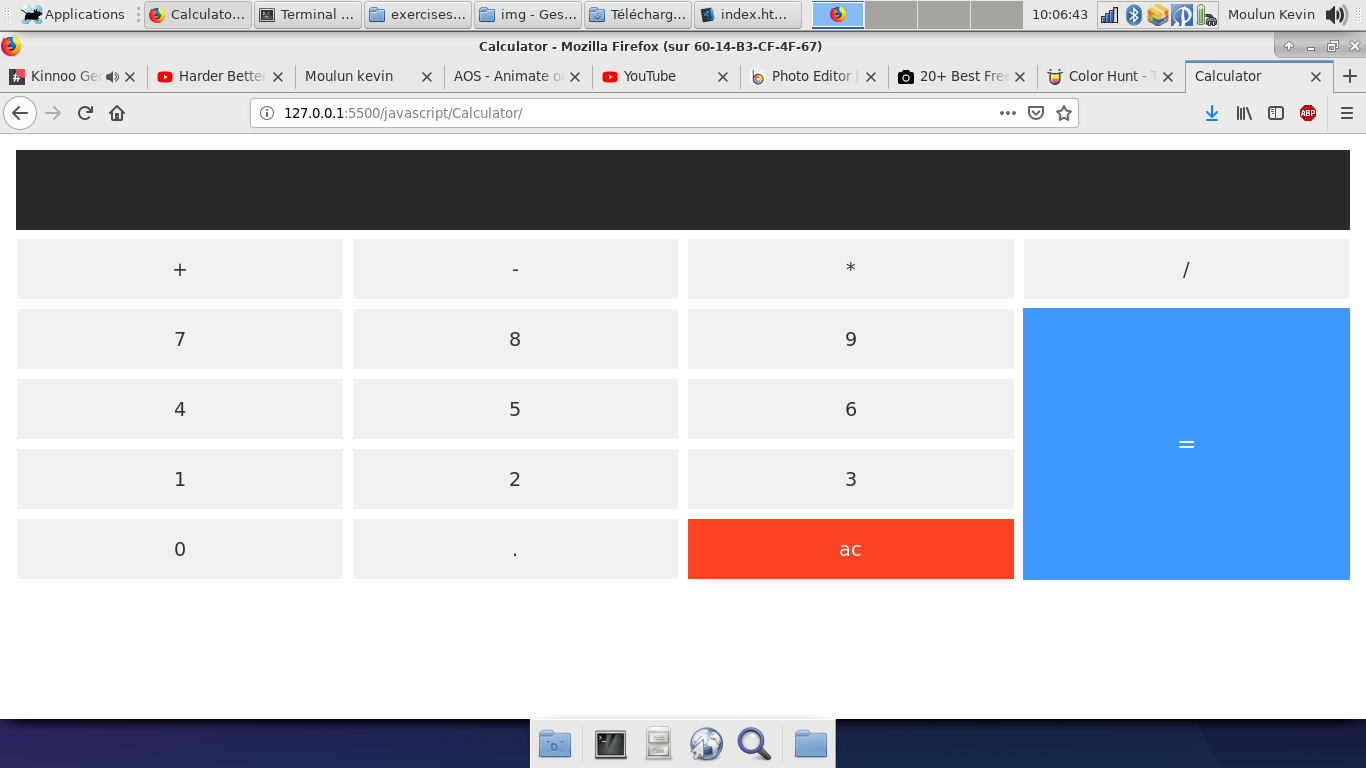 Applications Calculato... Terminal ... exercises... img - Ges... Télécharg... index.ht... 10:06:43 Moulun Kevin
Calculator - Mozilla Firefox (sur 60-14-B3-CF-4F-67)
Kinnoo Ge Harder Better Moulun kevin AOS - Animate o YouTube Photo Editor 20+ Best Free Color Hunt - T Calculator
127.0.0.1:5500/javascript/Calculator/ ABP
+ - * /
7 8 9
4 5 6
=
1 2 3
0 . ac